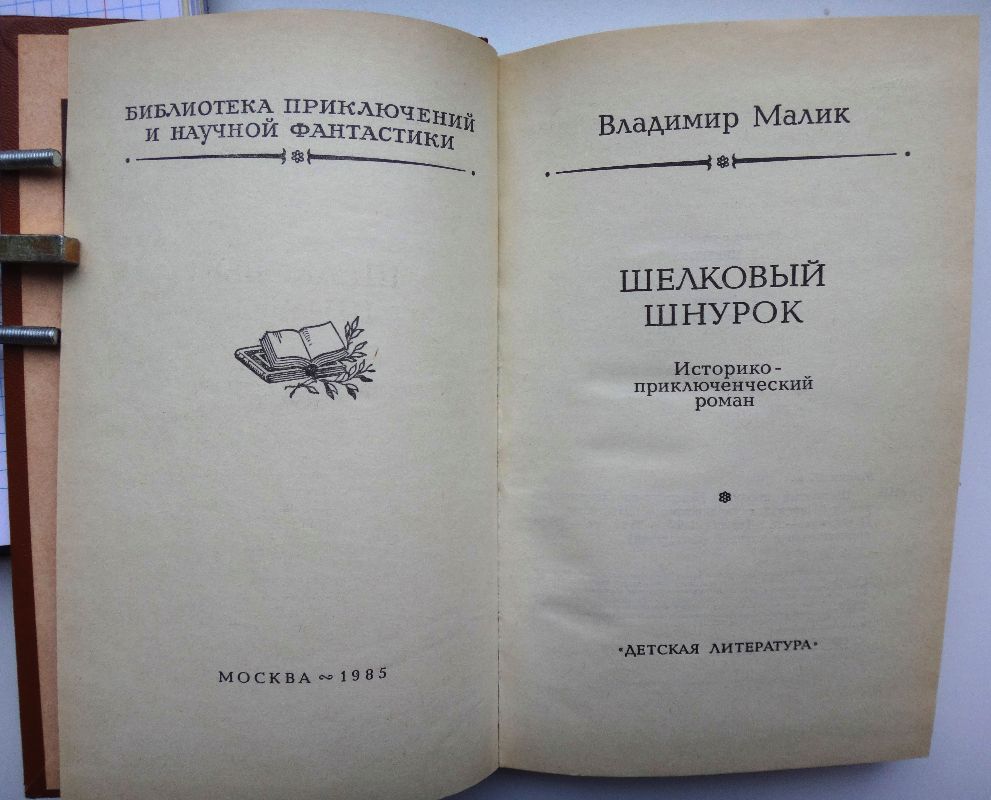 БИБЛИОТЕКА ПРИКЛЮЧЕНИЙ
И НАУЧНОЙ ФАНТАСТИКИ
МОСКВА ~ 1985
Владимир Малик
ШЕЛКОВЫЙ
ШНУРОК
Историко-
приключенческий
роман
"ДЕТСКАЯ ЛИТЕРАТУРА"